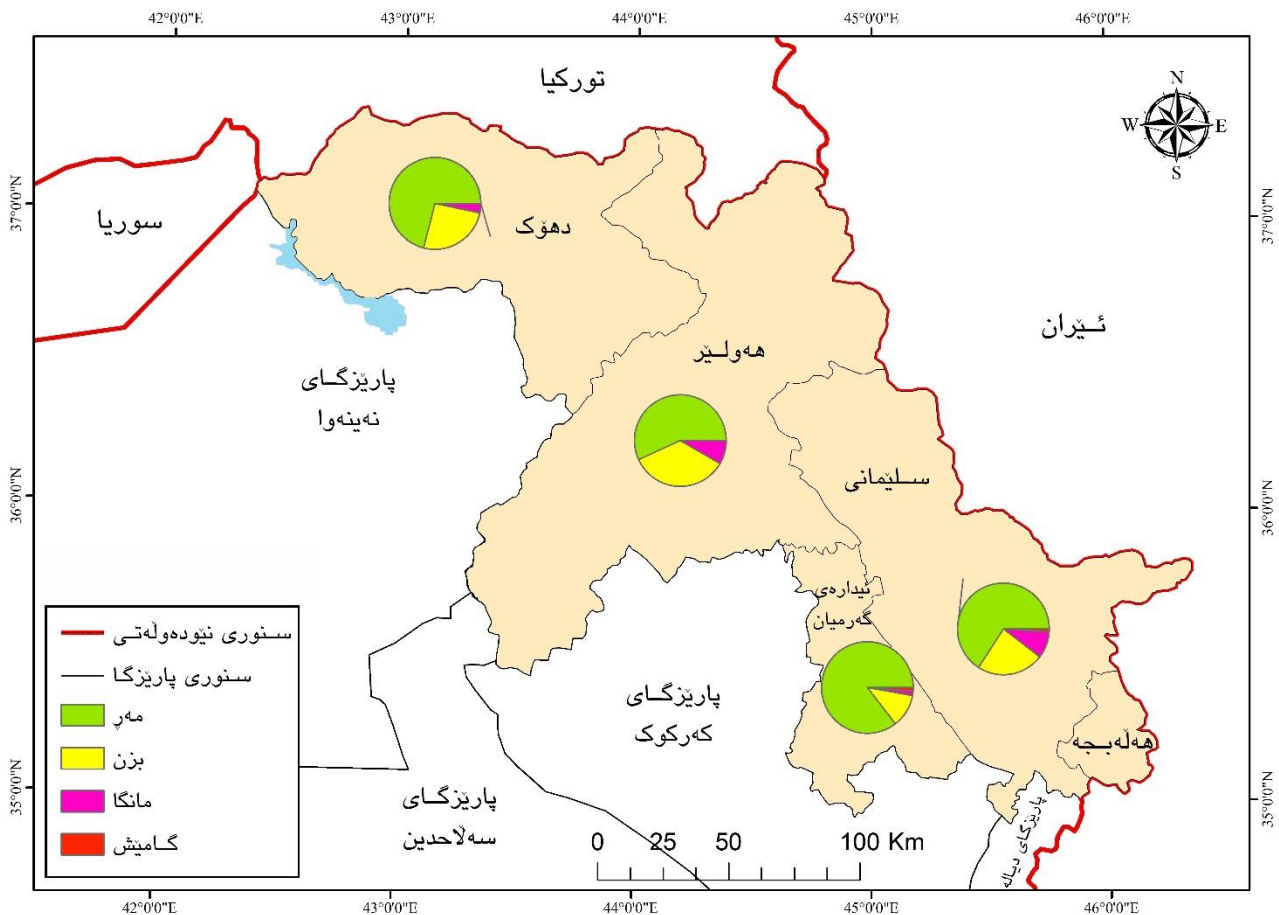 42°0'0"E 43°0'0"E 44°0'0"E 45°0'0"E 46°0'0"E
تورکیا
N
W E
S
37°0'0"N
37°0'0"N
سوریا
دهۆک
ئێران
هەولێر
پارێزگای
نەینەوا
سلێمانی
36°0'0"N
36°0'0"N
ئیدارەی
گەرمیان
سنوری نێودەوڵەتی
سنوری پارێزگا
مەڕ
بزن
مانگا
گامێش
پارێزگای
کەرکوک
هەڵەبجە
35°0'0"N
35°0'0"N
پارێزگای
سەڵاحدین
پارێزگای دیالە
0 25 50 100 Km
42°0'0"E 43°0'0"E 44°0'0"E 45°0'0"E 46°0'0"E